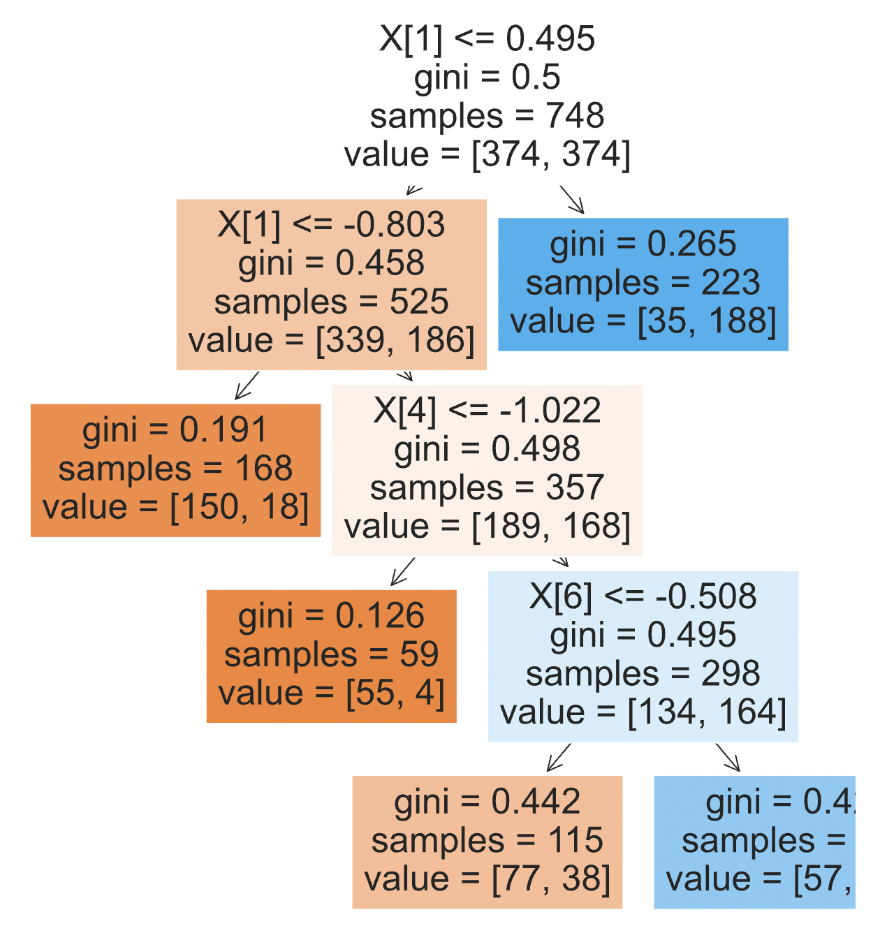 X[1] <= 0.495
gini = 0.5
samples = 748
value = [374, 374]
X[1] <= -0.803
gini = 0.458
samples = 525
value = [339, 186]
gini = 0.265
samples = 223
value = [35, 188]
gini = 0.191
samples = 168
value = [150, 18]
X[4] <= -1.022
gini = 0.498
samples = 357
value = [189, 168]
gini = 0.126
samples = 59
value = [55, 4]
X[6] <= -0.508
gini = 0.495
samples = 298
value = [134, 164]
gini = 0.442
samples = 115
value = [77, 38]
gini = 0.4
samples =
value = [57,